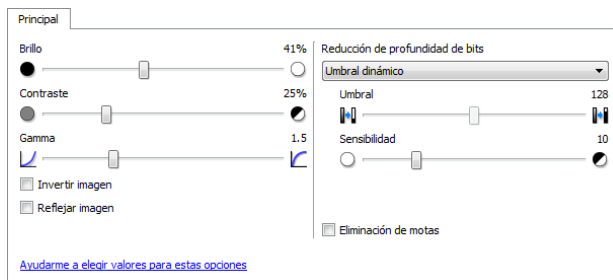 Principal
Brillo 41%
Contraste 25%
Gamma 1.5
Invertir imagen
Reflejar imagen
Ayudarme a elegir valores para estas opciones
Reducción de profundidad de bits
Umbral dinámico
Umbral 128
Sensibilidad 10
Eliminación de motas